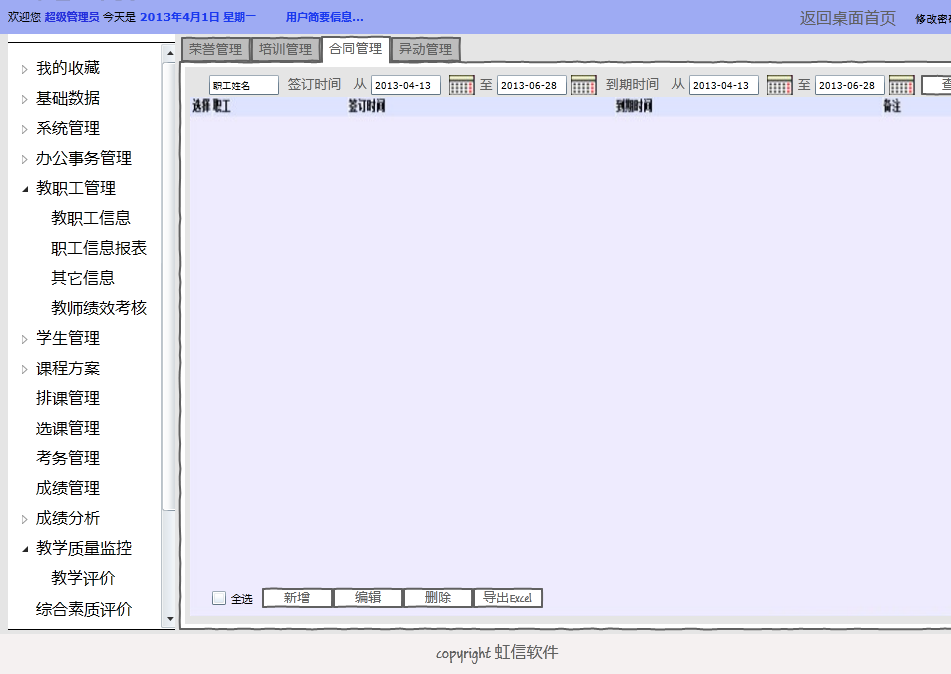 欢迎您 超级管理员 今天是 2013年4月1日 星期一 用户简要信息... 返回桌面首页
荣誉管理 培训管理 合同管理 异动管理
职工姓名 签订时间 从 2013-04-13 至 2013-06-28 到期时间 从 2013-04-13 至 2013-06-28
选择 职工 签订时间 到期时间 备注
我的收藏
基础数据
系统管理
办公事务管理
教职工管理
教职工信息
职工信息报表
其它信息
教师绩效考核
学生管理
课程方案
排课管理
选课管理
考务管理
成绩管理
成绩分析
教学质量监控
教学评价
综合素质评价
全选 新增 编辑 删除 导出Excel
copyright 虹信软件